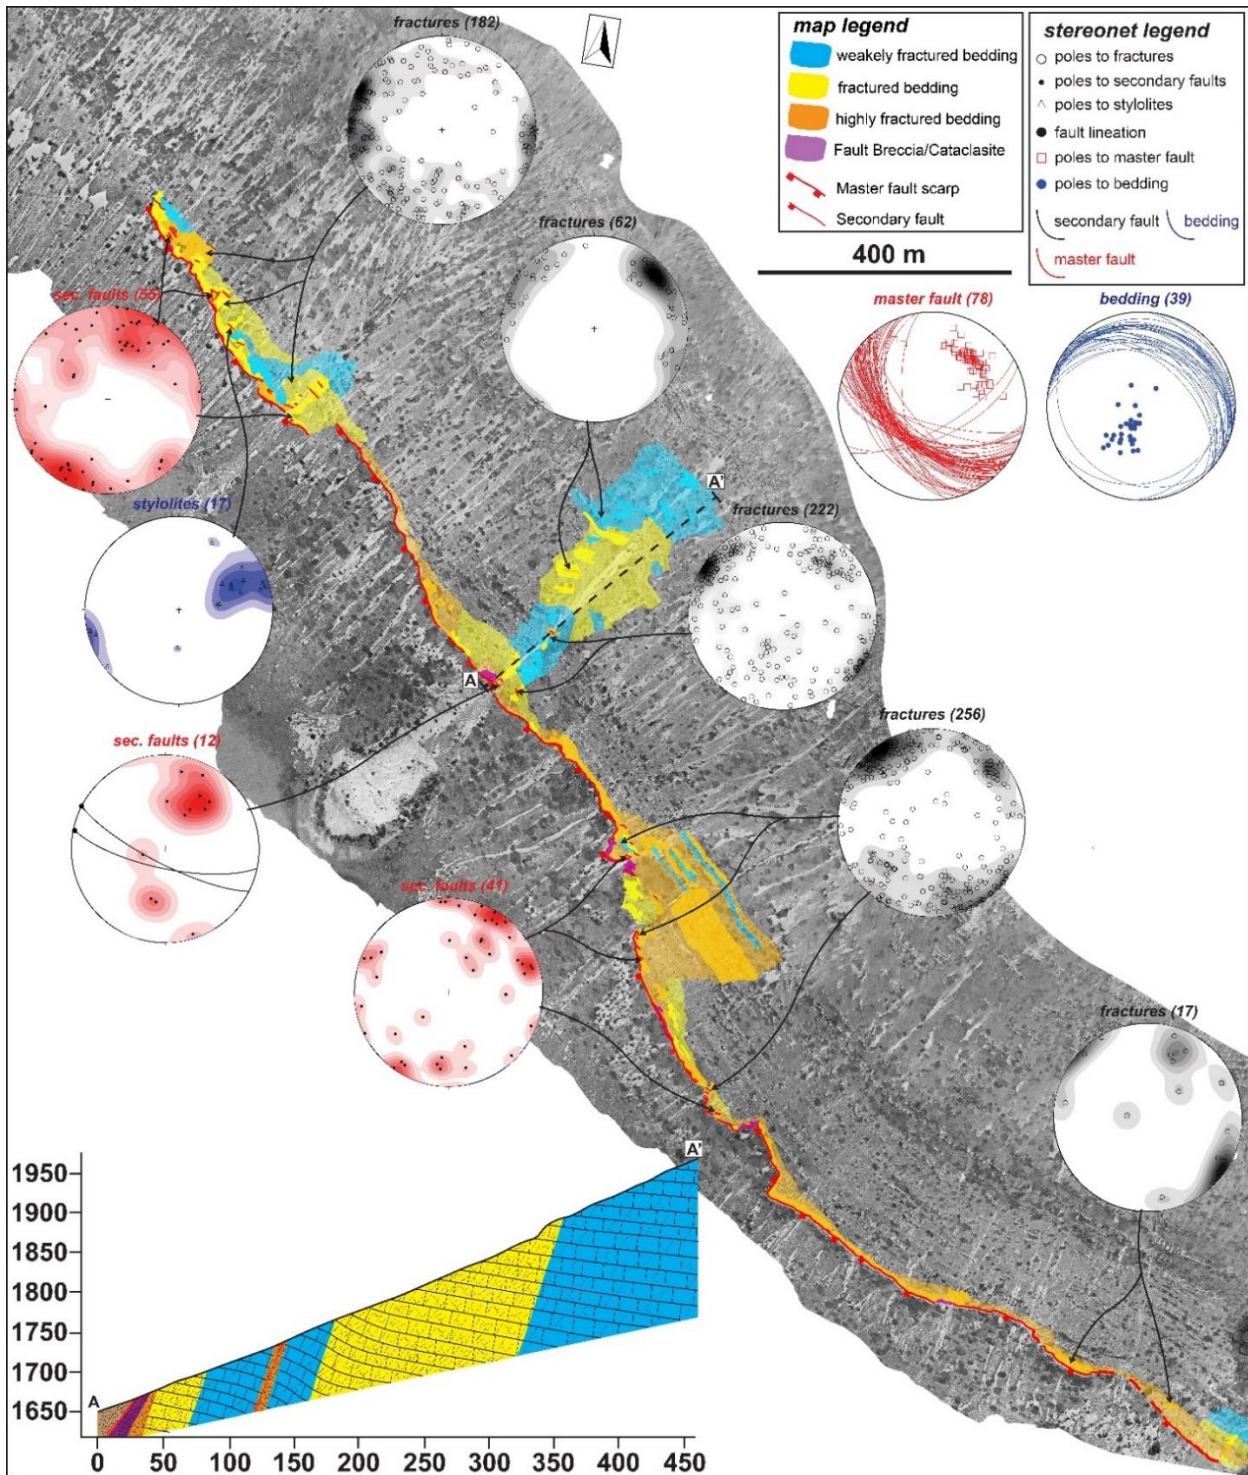 fractures (182)
map legend
weakely fractured bedding
fractured bedding
highly fractured bedding
Fault Breccia/Cataclasite
Master fault scarp
Secondary fault
stereonet legend
poles to fractures
poles to secondary faults
poles to stylolites
fault lineation
poles to master fault
poles to bedding
secondary fault bedding
master fault
fractures (62)
400 m
sec. faults (55)
master fault (78)
bedding (39)
A'
stylolites (17)
fractures (222)
A
sec. faults (12)
fractures (256)
sec. faults (41)
fractures (17)
A'
1950
1900
1850
1800
1750
1700
1650
A
0 50 100 150 200 250 300 350 400 450